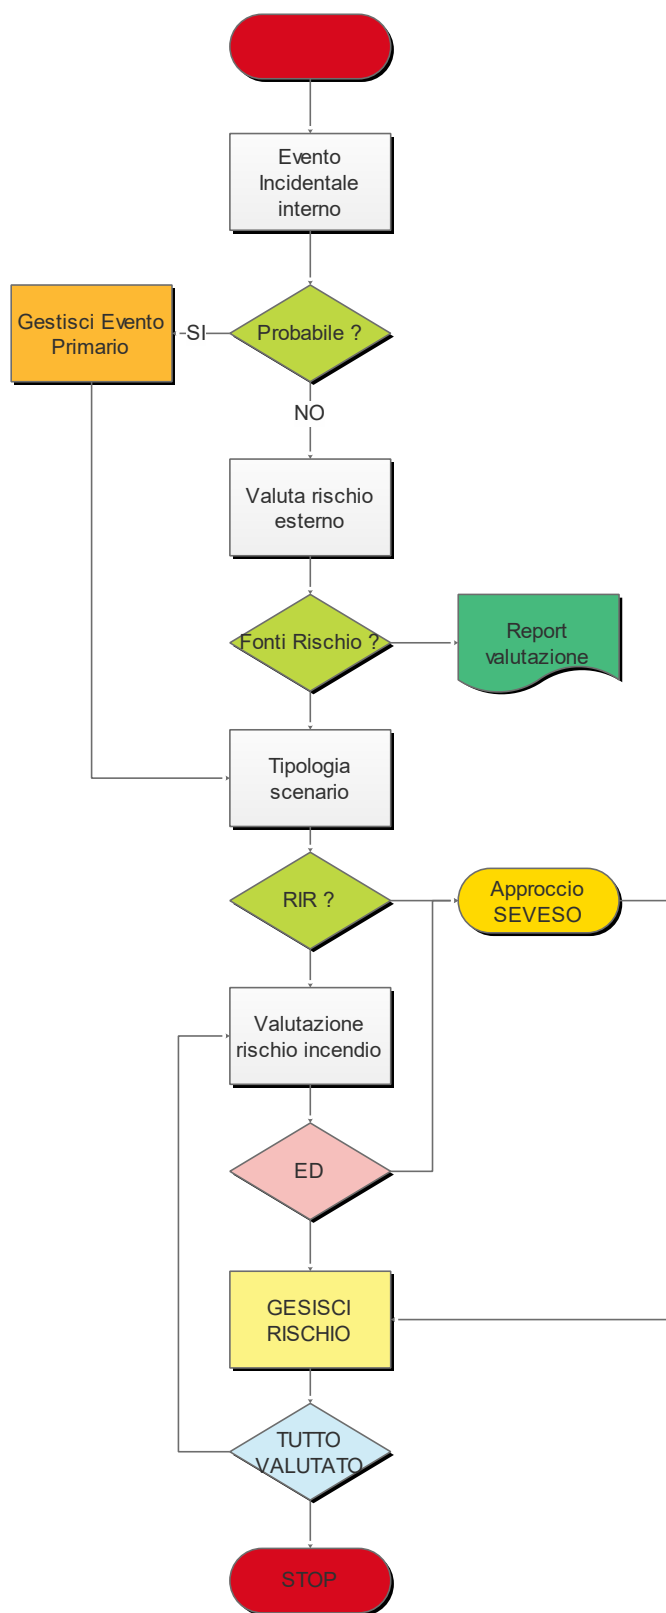 Evento
Incidentale
interno
Gestisci Evento
Primario
SI
Probabile ?
NO
Valuta rischio
esterno
Fonti Rischio ?
Report
valutazione
Tipologia
scenario
RIR ?
Approccio
SEVESO
Valutazione
rischio incendio
ED
GESISCI
RISCHIO
TUTTO
VALUTATO
STOP